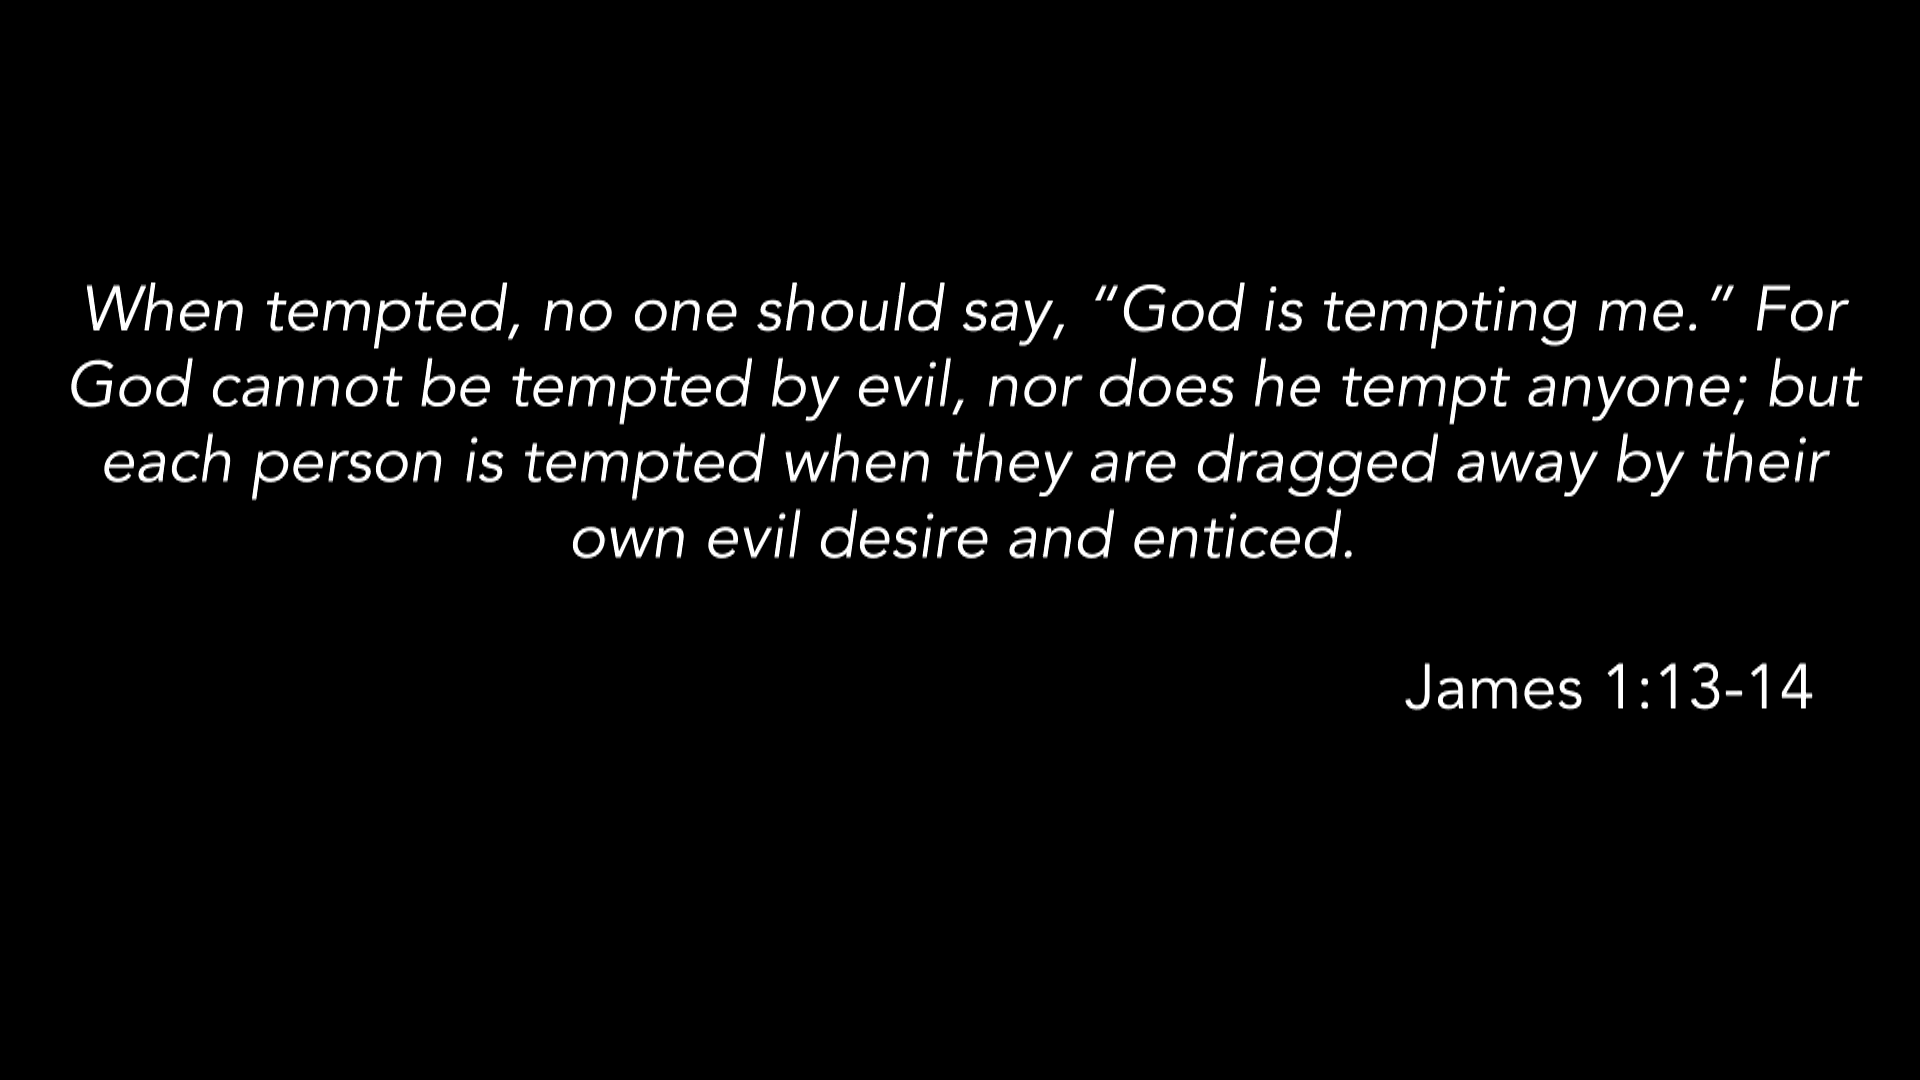 When tempted, no one should say, “God is tempting me.” For
God cannot be tempted by evil, nor does he tempt anyone; but
each person is tempted when they are dragged away by their
own evil desire and enticed.
James 1:13-14